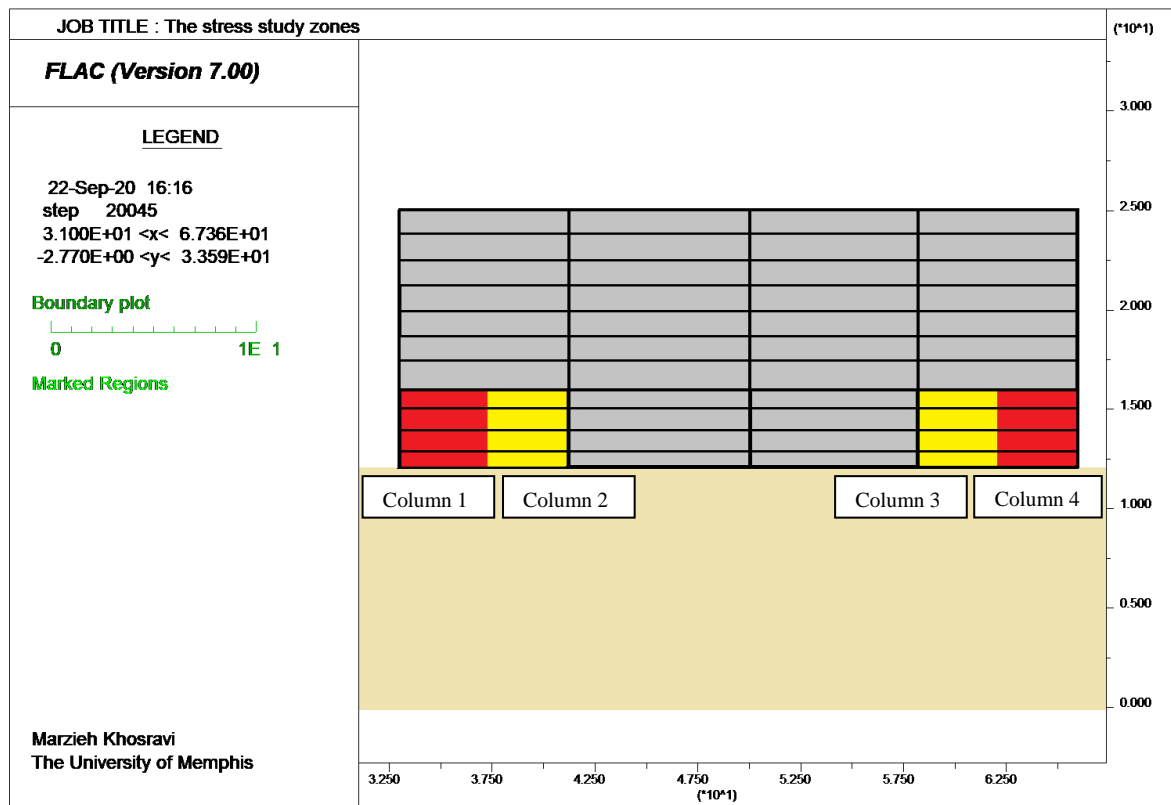 JOB TITLE : The stress study zones
(*10^1)
FLAC (Version 7.00)
LEGEND
22-Sep-20 16:16
step 20045
3.100E+01 <x< 6.736E+01
-2.770E+00 <y< 3.359E+01
Boundary plot
0 1E 1
Marked Regions
3.000
2.500
2.000
1.500
1.000
0.500
0.000
Column 1 Column 2 Column 3 Column 4
Marzieh Khosravi
The University of Memphis
3.250 3.750 4.250 4.750 5.250 5.750 6.250
(*10^1)